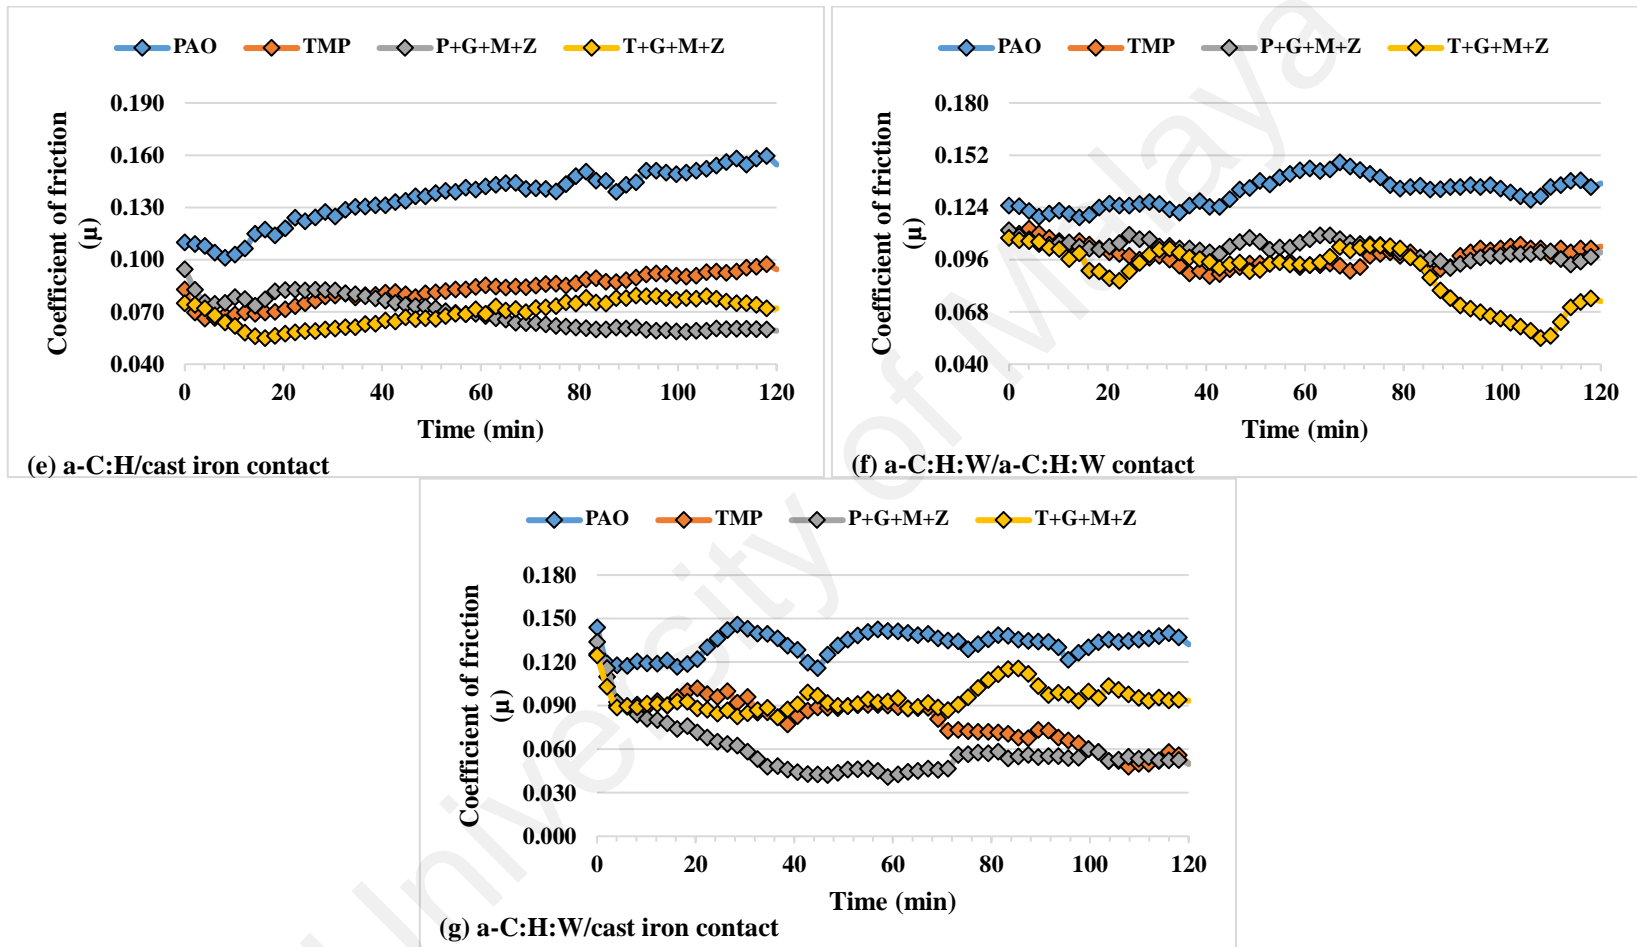 PAO TMP P+G+M+Z T+G+M+Z
0.190
0.160
0.130
0.100
0.070
0.040
0 20 40 60 80 100 120
Coefficient of friction
(µ)
Time (min)
(e) a-C:H/cast iron contact
PAO TMP P+G+M+Z T+G+M+Z
0.180
0.152
0.124
0.096
0.068
0.040
0 20 40 60 80 100 120
Coefficient of friction
(µ)
Time (min)
(f) a-C:H:W/a-C:H:W contact
PAO TMP P+G+M+Z T+G+M+Z
0.180
0.150
0.120
0.090
0.060
0.030
0.000
0 20 40 60 80 100 120
Coefficient of friction
(µ)
Time (min)
(g) a-C:H:W/cast iron contact
University of Malaya